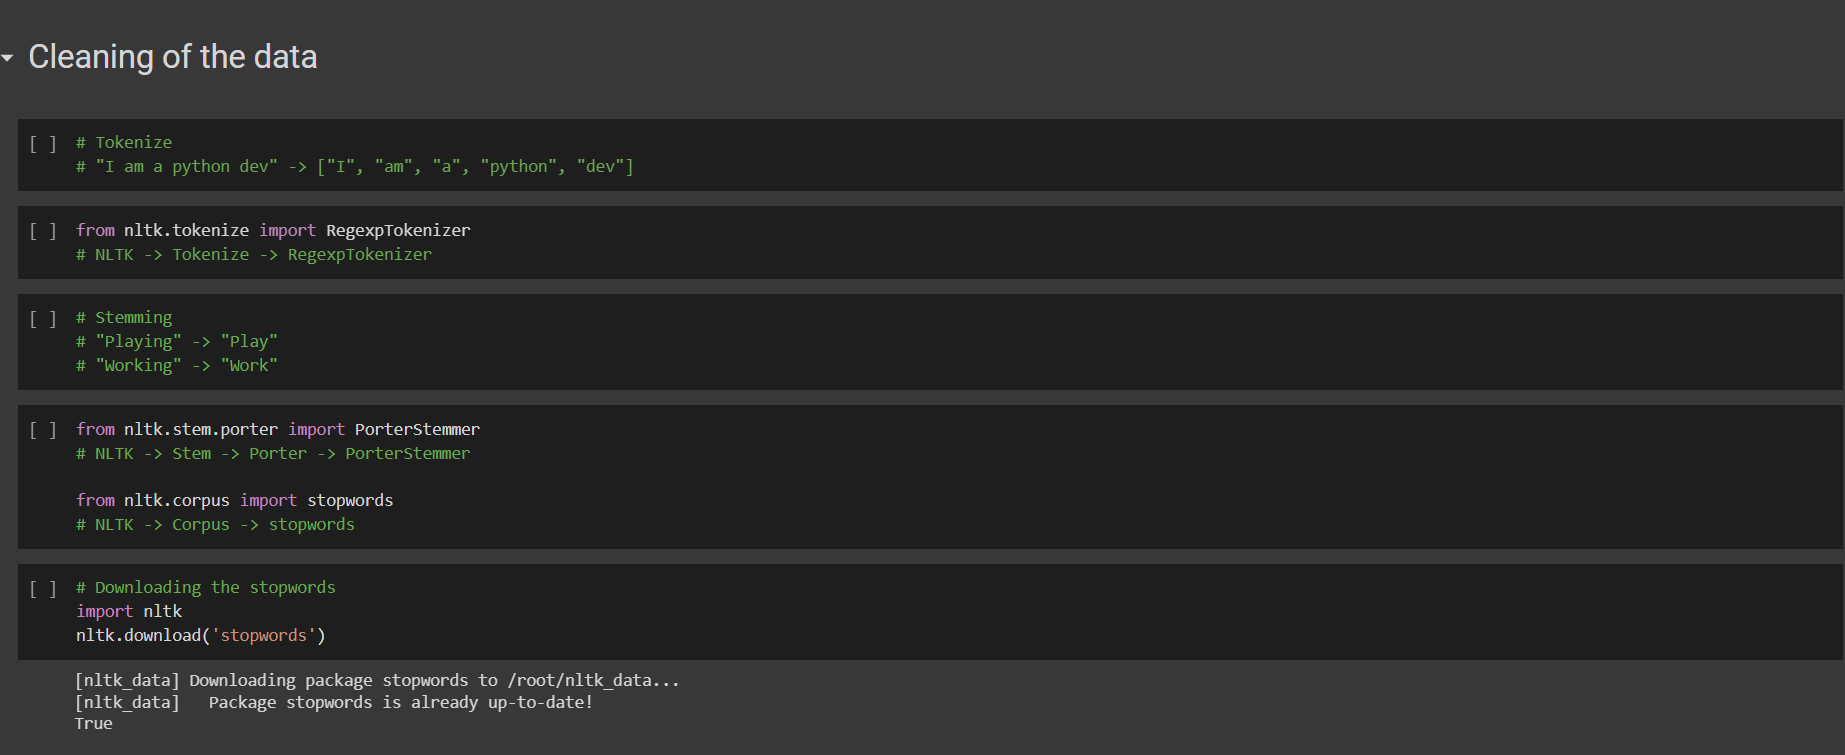 Cleaning of the data
[ ] # Tokenize
# "I am a python dev" -> ["I", "am", "a", "python", "dev"]
[ ] from nltk.tokenize import RegexpTokenizer
# NLTK -> Tokenize -> RegexpTokenizer
[ ] # Stemming
# "Playing" -> "Play"
# "Working" -> "Work"
[ ] from nltk.stem.porter import PorterStemmer
# NLTK -> Stem -> Porter -> PorterStemmer
from nltk.corpus import stopwords
# NLTK -> Corpus -> stopwords
[ ] # Downloading the stopwords
import nltk
nltk.download('stopwords')
[nltk_data] Downloading package stopwords to /root/nltk_data...
[nltk_data]   Package stopwords is already up-to-date!
True